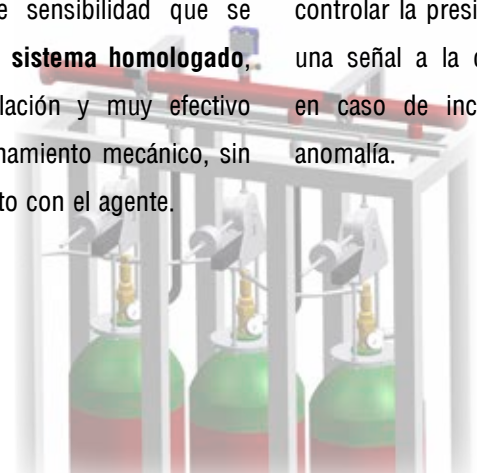 e sensibilidad que se
sistema homologado,
lación y muy efectivo
namiento mecánico, sin
to con el agente.
controlar la presi
una señal a la
en caso de inc
anomalía.